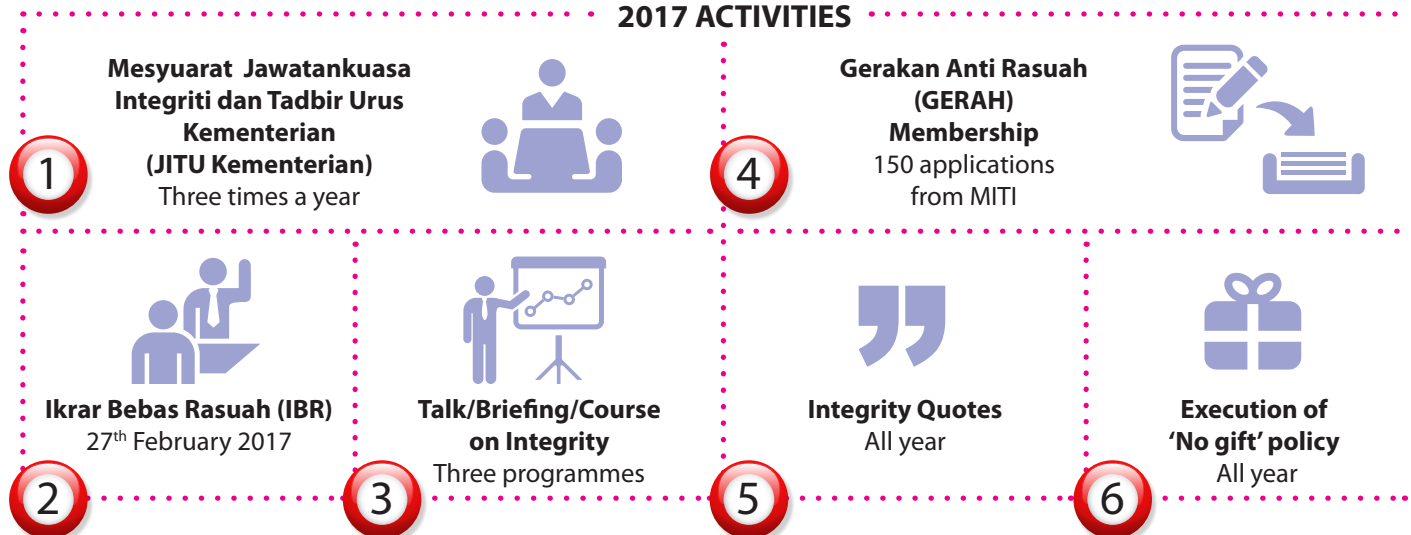 2017 ACTIVITIES
Mesyuarat Jawatankuasa
Integriti dan Tadbir Urus
Kementerian
(JITU Kementerian)
Three times a year
1
Ikrar Bebas Rasuah (IBR)
27th February 2017
2
Talk/Briefing/Course
on Integrity
Three programmes
3
Gerakan Anti Rasuah
(GERAH)
Membership
150 applications
from MITI
4
Integrity Quotes
All year
5
Execution of
‘No gift’ policy
All year
6